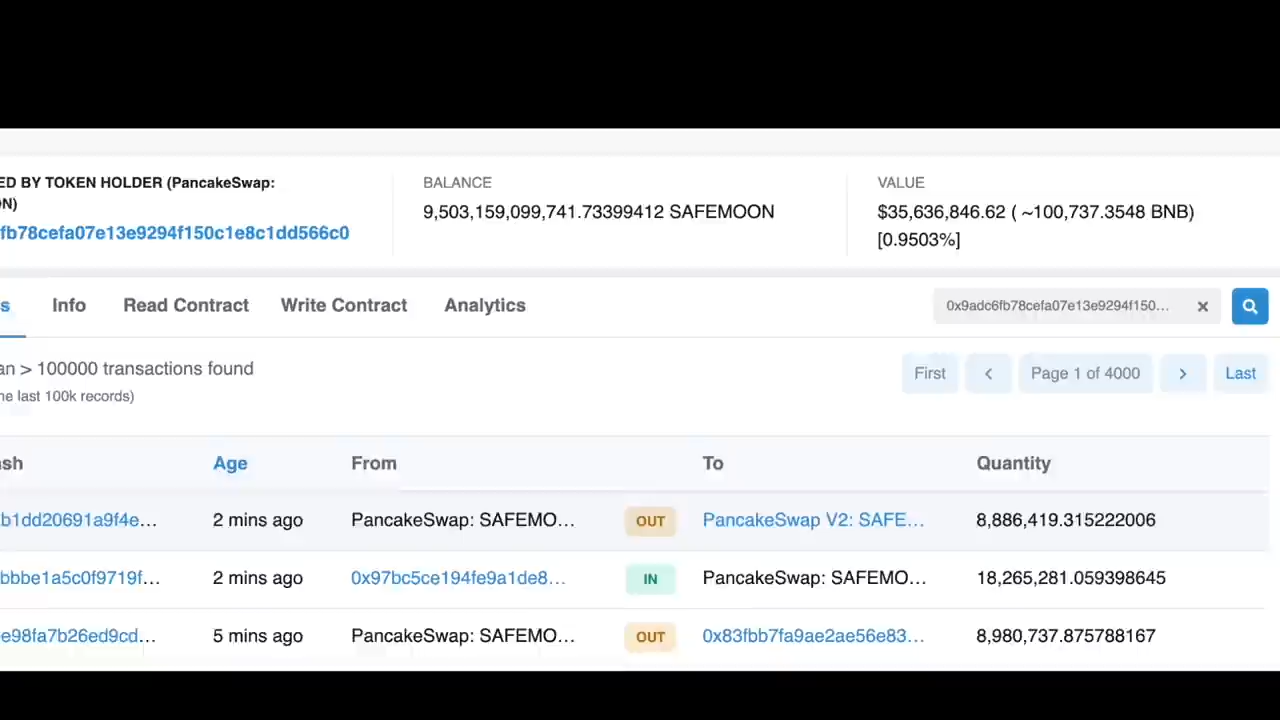 ED BY TOKEN HOLDER (PancakeSwap:
N)
fb78cefa07e13e9294f150c1e8c1dd566c0
BALANCE
9,503,159,099,741.73399412 SAFEMOON
VALUE
$35,636,846.62 ( ~100,737.3548 BNB)
[0.9503%]
s Info Read Contract Write Contract Analytics
0x9adc6fb78cefa07e13e9294f150...
an > 100000 transactions found
ne last 100k records)
First Page 1 of 4000 Last
sh Age From To Quantity
b1dd20691a9f4e... 2 mins ago PancakeSwap: SAFEMO... OUT PancakeSwap V2: SAFE... 8,886,419.315222006
bbbe1a5c0f9719f... 2 mins ago 0x97bc5ce194fe9a1de8... IN PancakeSwap: SAFEMO... 18,265,281.059398645
e98fa7b26ed9cd... 5 mins ago PancakeSwap: SAFEMO... OUT 0x83fbb7fa9ae2ae56e83... 8,980,737.875788167